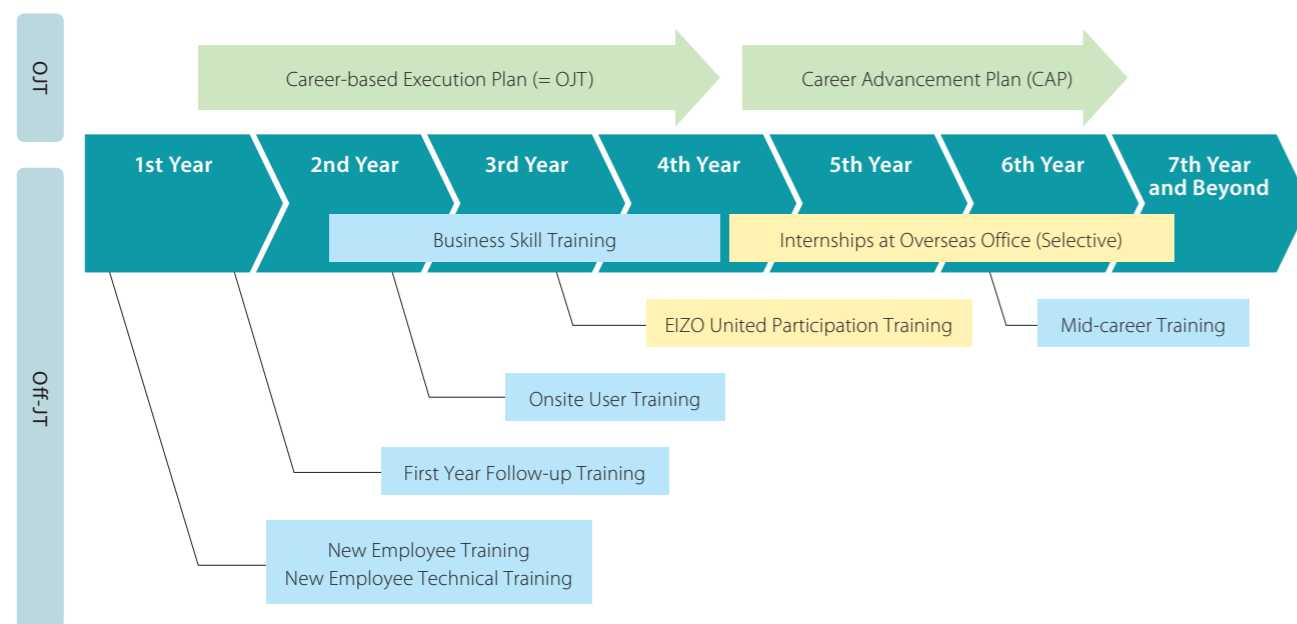 OJT
Career-based Execution Plan (= OJT)
Career Advancement Plan (CAP)
1st Year
2nd Year
3rd Year
4th Year
5th Year
6th Year
7th Year
and Beyond
Business Skill Training
Internships at Overseas Office (Selective)
Off-JT
EIZO United Participation Training
Mid-career Training
Onsite User Training
First Year Follow-up Training
New Employee Training
New Employee Technical Training